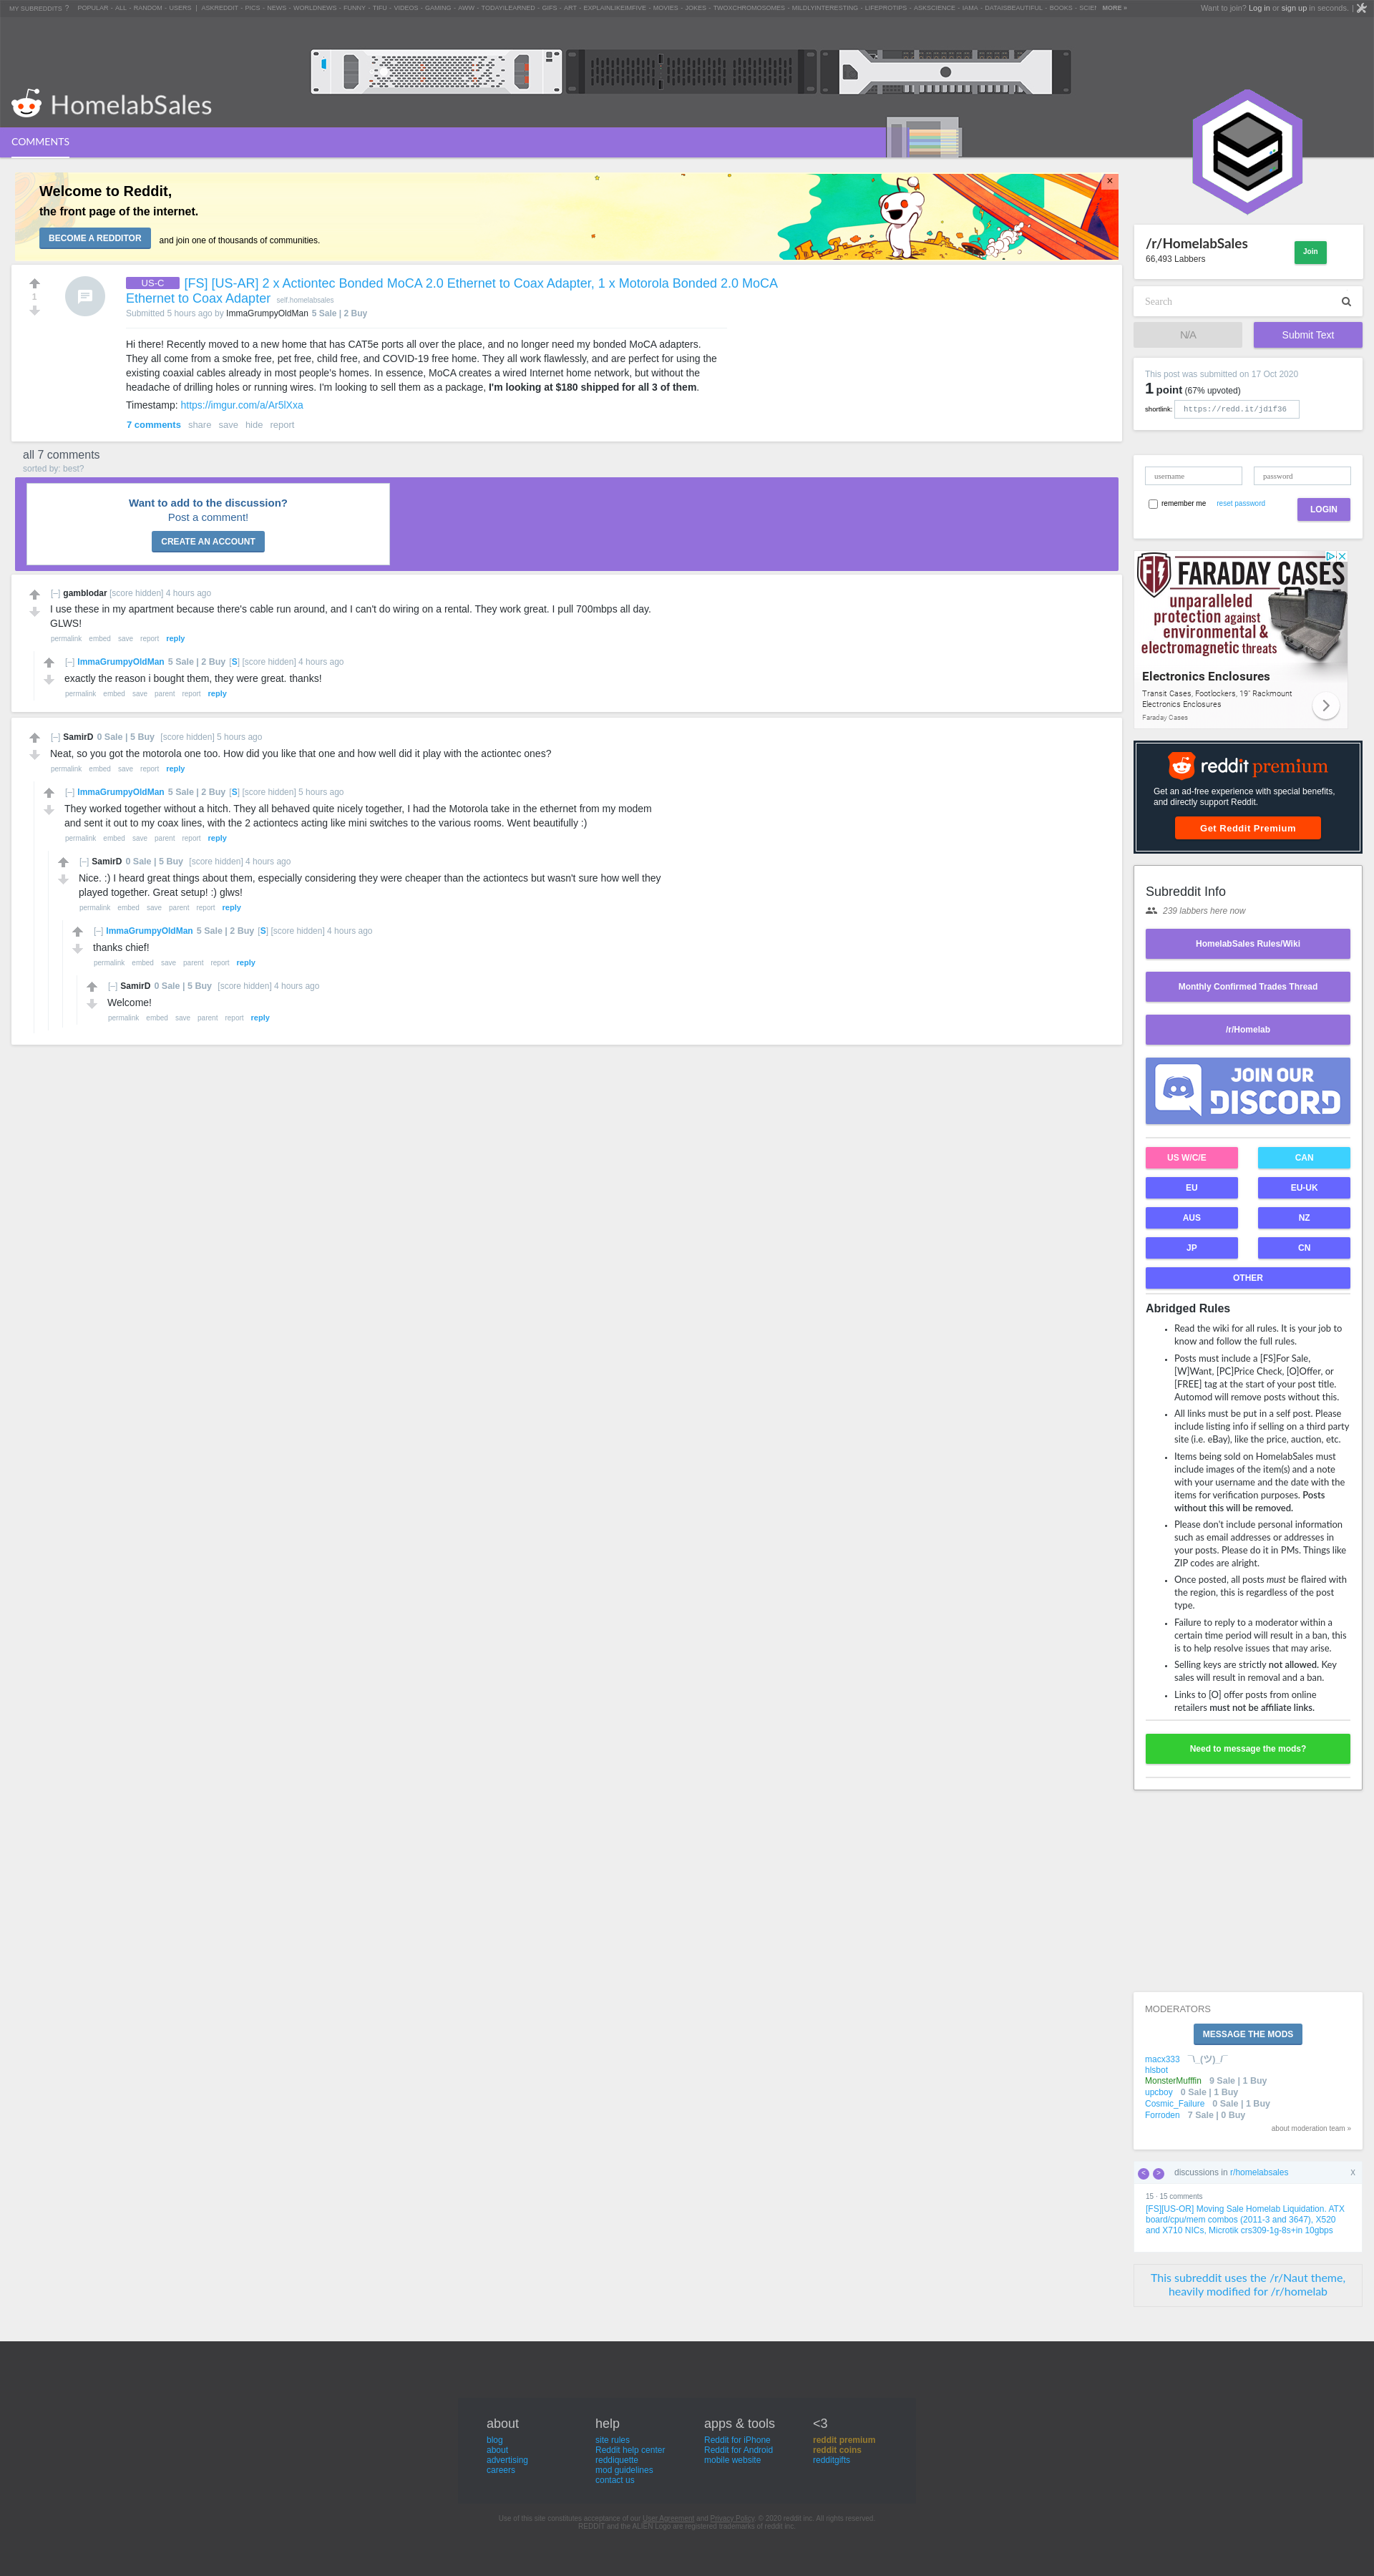 MY SUBREDDITS ? POPULAR - ALL - RANDOM - USERS | ASKREDDIT - PICS - NEWS - WORLDNEWS - FUNNY - TIFU - VIDEOS - GAMING - AWW - TODAYILEARNED - GIFS - ART - EXPLAINLIKEIMFIVE - MOVIES - JOKES - TWOXCHROMOSOMES - MILDLYINTERESTING - LIFEPROTIPS - ASKSCIENCE - IAMA - DATAISBEAUTIFUL - BOOKS - SCIEN MORE »
Want to join? Log in or sign up in seconds. |
HomelabSales
COMMENTS
Welcome to Reddit,
the front page of the internet.
BECOME A REDDITOR and join one of thousands of communities.
×
1
US-C [FS] [US-AR] 2 x Actiontec Bonded MoCA 2.0 Ethernet to Coax Adapter, 1 x Motorola Bonded 2.0 MoCA
Ethernet to Coax Adapter self.homelabsales
Submitted 5 hours ago by ImmaGrumpyOldMan 5 Sale | 2 Buy
Hi there! Recently moved to a new home that has CAT5e ports all over the place, and no longer need my bonded MoCA adapters.
They all come from a smoke free, pet free, child free, and COVID-19 free home. They all work flawlessly, and are perfect for using the
existing coaxial cables already in most people's homes. In essence, MoCA creates a wired Internet home network, but without the
headache of drilling holes or running wires. I'm looking to sell them as a package, I'm looking at $180 shipped for all 3 of them.
Timestamp: https://imgur.com/a/Ar5lXxa
7 comments share save hide report
all 7 comments
sorted by: best?
Want to add to the discussion?
Post a comment!
CREATE AN ACCOUNT
[–] gamblodar [score hidden] 4 hours ago
I use these in my apartment because there's cable run around, and I can't do wiring on a rental. They work great. I pull 700mbps all day.
GLWS!
permalink embed save report reply
[–] ImmaGrumpyOldMan 5 Sale | 2 Buy [S] [score hidden] 4 hours ago
exactly the reason i bought them, they were great. thanks!
permalink embed save parent report reply
[–] SamirD 0 Sale | 5 Buy [score hidden] 5 hours ago
Neat, so you got the motorola one too. How did you like that one and how well did it play with the actiontec ones?
permalink embed save report reply
[–] ImmaGrumpyOldMan 5 Sale | 2 Buy [S] [score hidden] 5 hours ago
They worked together without a hitch. They all behaved quite nicely together, I had the Motorola take in the ethernet from my modem
and sent it out to my coax lines, with the 2 actiontecs acting like mini switches to the various rooms. Went beautifully :)
permalink embed save parent report reply
[–] SamirD 0 Sale | 5 Buy [score hidden] 4 hours ago
Nice. :) I heard great things about them, especially considering they were cheaper than the actiontecs but wasn't sure how well they
played together. Great setup! :) glws!
permalink embed save parent report reply
[–] ImmaGrumpyOldMan 5 Sale | 2 Buy [S] [score hidden] 4 hours ago
thanks chief!
permalink embed save parent report reply
[–] SamirD 0 Sale | 5 Buy [score hidden] 4 hours ago
Welcome!
permalink embed save parent report reply
/r/HomelabSales
66,493 Labbers
Join
Search
N/A
Submit Text
This post was submitted on 17 Oct 2020
1 point (67% upvoted)
shortlink: https://redd.it/jd1f36
username
password
remember me reset password
LOGIN
FARADAY CASES
unparalleled
protection against
environmental &
electromagnetic threats
Electronics Enclosures
Transit Cases, Footlockers, 19" Rackmount
Electronics Enclosures
Faraday Cases
reddit premium
Get an ad-free experience with special benefits,
and directly support Reddit.
Get Reddit Premium
Subreddit Info
239 labbers here now
HomelabSales Rules/Wiki
Monthly Confirmed Trades Thread
/r/Homelab
JOIN OUR
DISCORD
US W/C/E
CAN
EU
EU-UK
AUS
NZ
JP
CN
OTHER
Abridged Rules
• Read the wiki for all rules. It is your job to
know and follow the full rules.
• Posts must include a [FS]For Sale,
[W]Want, [PC]Price Check, [O]Offer, or
[FREE] tag at the start of your post title.
Automod will remove posts without this.
• All links must be put in a self post. Please
include listing info if selling on a third party
site (i.e. eBay), like the price, auction, etc.
• Items being sold on HomelabSales must
include images of the item(s) and a note
with your username and the date with the
items for verification purposes. Posts
without this will be removed.
• Please don't include personal information
such as email addresses or addresses in
your posts. Please do it in PMs. Things like
ZIP codes are alright.
• Once posted, all posts must be flaired with
the region, this is regardless of the post
type.
• Failure to reply to a moderator within a
certain time period will result in a ban, this
is to help resolve issues that may arise.
• Selling keys are strictly not allowed. Key
sales will result in removal and a ban.
• Links to [O] offer posts from online
retailers must not be affiliate links.
Need to message the mods?
MODERATORS
MESSAGE THE MODS
macx333 ¯\_(ツ)_/¯
hlsbot
MonsterMufffin 9 Sale | 1 Buy
upcboy 0 Sale | 1 Buy
Cosmic_Failure 0 Sale | 1 Buy
Forroden 7 Sale | 0 Buy
about moderation team »
< > discussions in r/homelabsales X
15 · 15 comments
[FS][US-OR] Moving Sale Homelab Liquidation. ATX
board/cpu/mem combos (2011-3 and 3647), X520
and X710 NICs, Microtik crs309-1g-8s+in 10gbps
This subreddit uses the /r/Naut theme,
heavily modified for /r/homelab
about
blog
about
advertising
careers
help
site rules
Reddit help center
reddiquette
mod guidelines
contact us
apps & tools
Reddit for iPhone
Reddit for Android
mobile website
<3
reddit premium
reddit coins
redditgifts
Use of this site constitutes acceptance of our User Agreement and Privacy Policy. © 2020 reddit inc. All rights reserved.
REDDIT and the ALIEN Logo are registered trademarks of reddit inc.